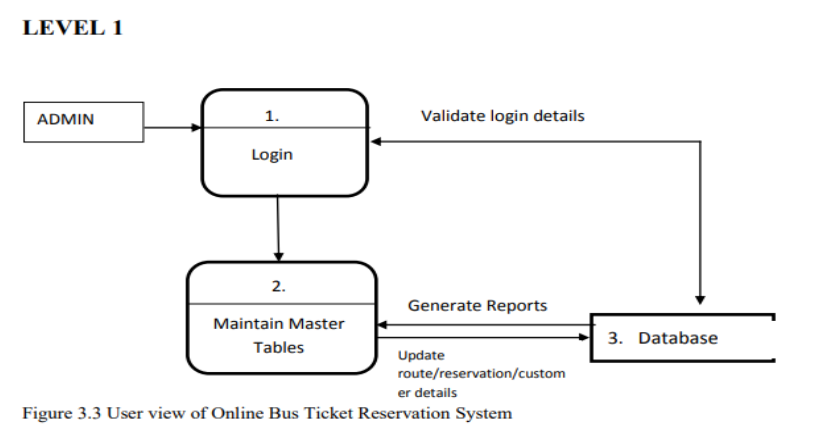 LEVEL 1
ADMIN
1.
Login
Validate login details
2.
Maintain Master
Tables
Generate Reports
Update
route/reservation/custom
er details
3. Database
Figure 3.3 User view of Online Bus Ticket Reservation System